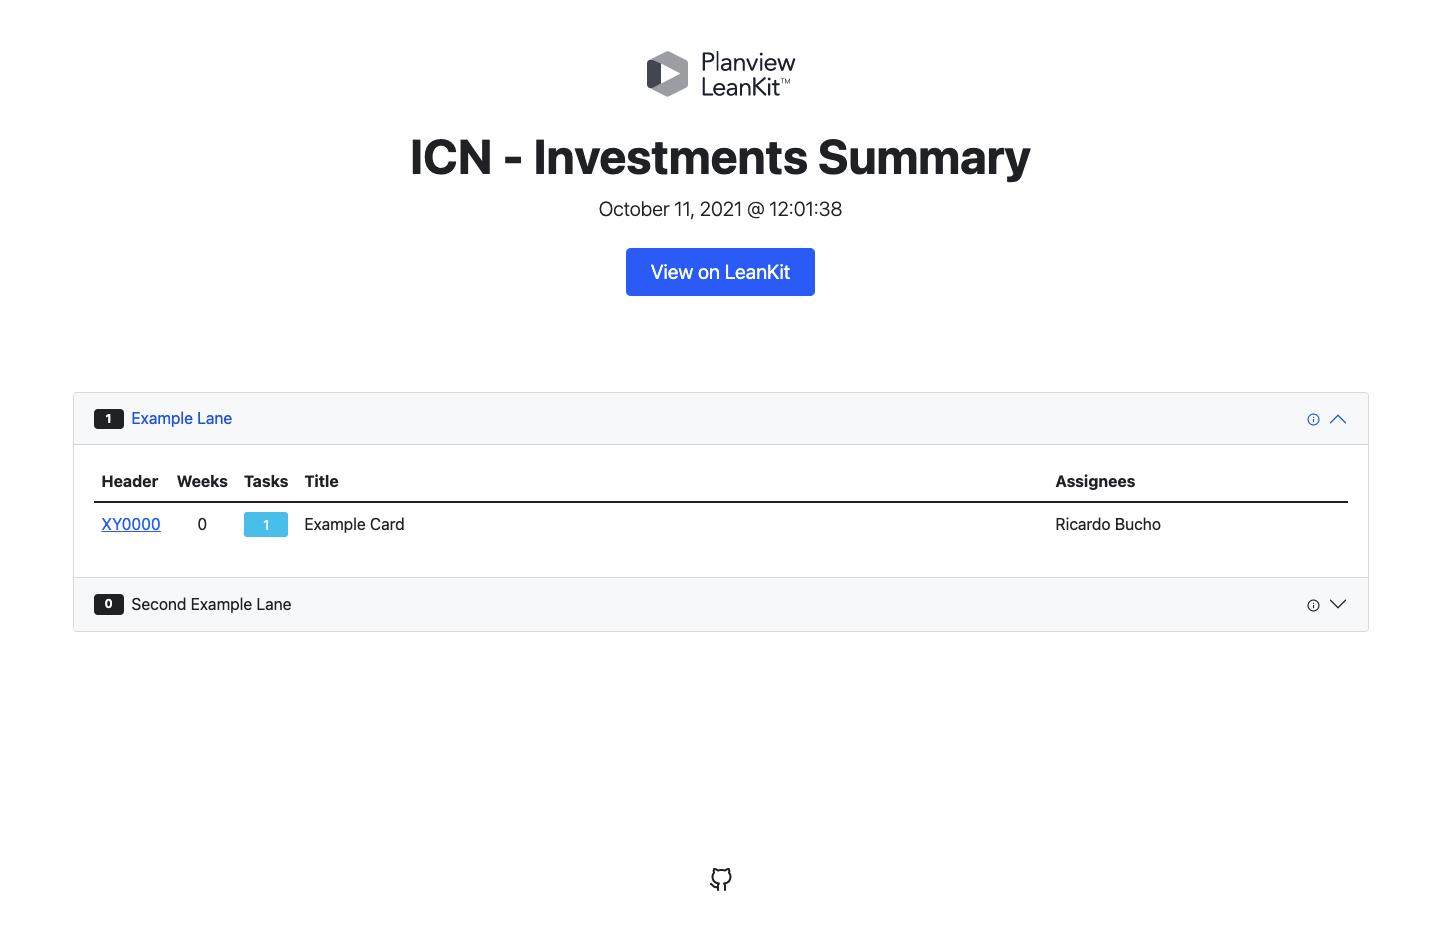 Planview
LeanKit™
ICN - Investments Summary
October 11, 2021 @ 12:01:38
View on LeanKit
1 Example Lane
Header Weeks Tasks Title Assignees
XY0000 0 1 Example Card Ricardo Bucho
0 Second Example Lane